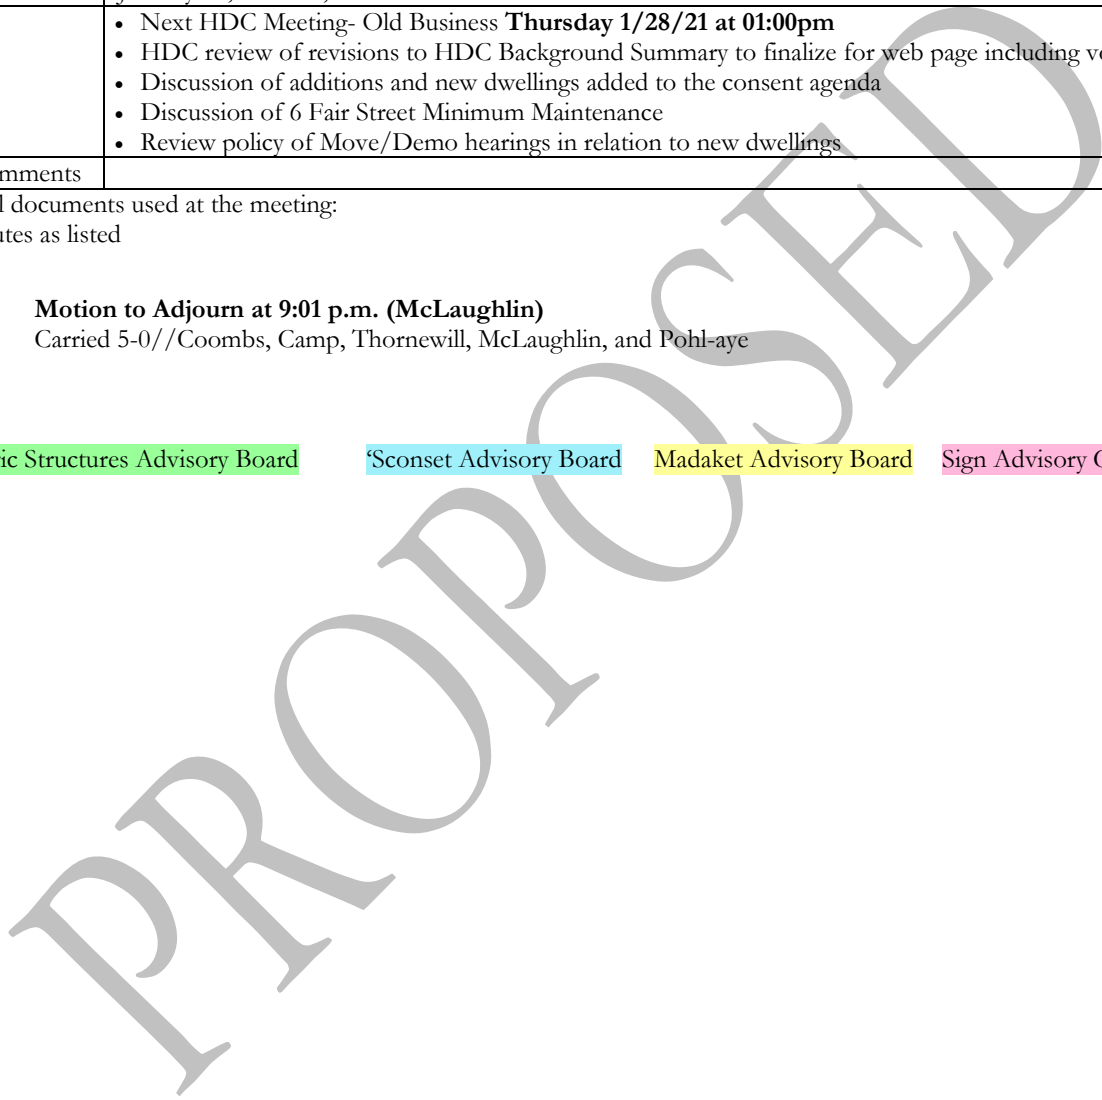 • Next HDC Meeting- Old Business Thursday 1/28/21 at 01:00pm
• HDC review of revisions to HDC Background Summary to finalize for web page including
• Discussion of additions and new dwellings added to the consent agenda
• Discussion of 6 Fair Street Minimum Maintenance
• Review policy of Move/Demo hearings in relation to new dwellings
mments
l documents used at the meeting:
utes as listed
Motion to Adjourn at 9:01 p.m. (McLaughlin)
Carried 5-0//Coombs, Camp, Thornewill, McLaughlin, and Pohl-aye
ic Structures Advisory Board ‘Sconset Advisory Board Madaket Advisory Board Sign Advisory
PROPOSED